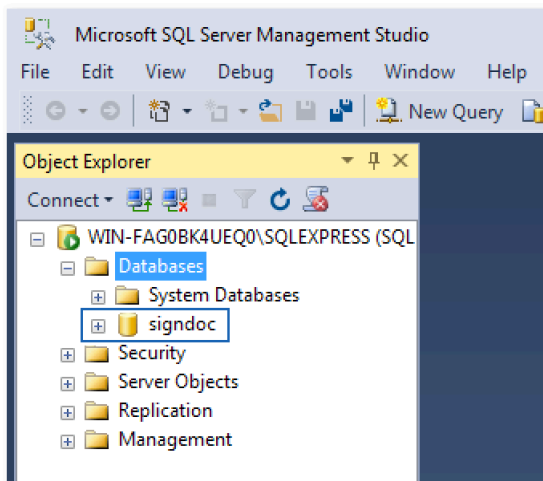 Microsoft SQL Server Management Studio
File Edit View Debug Tools Window Help
New Query
Object Explorer
Connect
WIN-FAG0BK4UEQ0\SQLEXPRESS (SQL
Databases
System Databases
signdoc
Security
Server Objects
Replication
Management